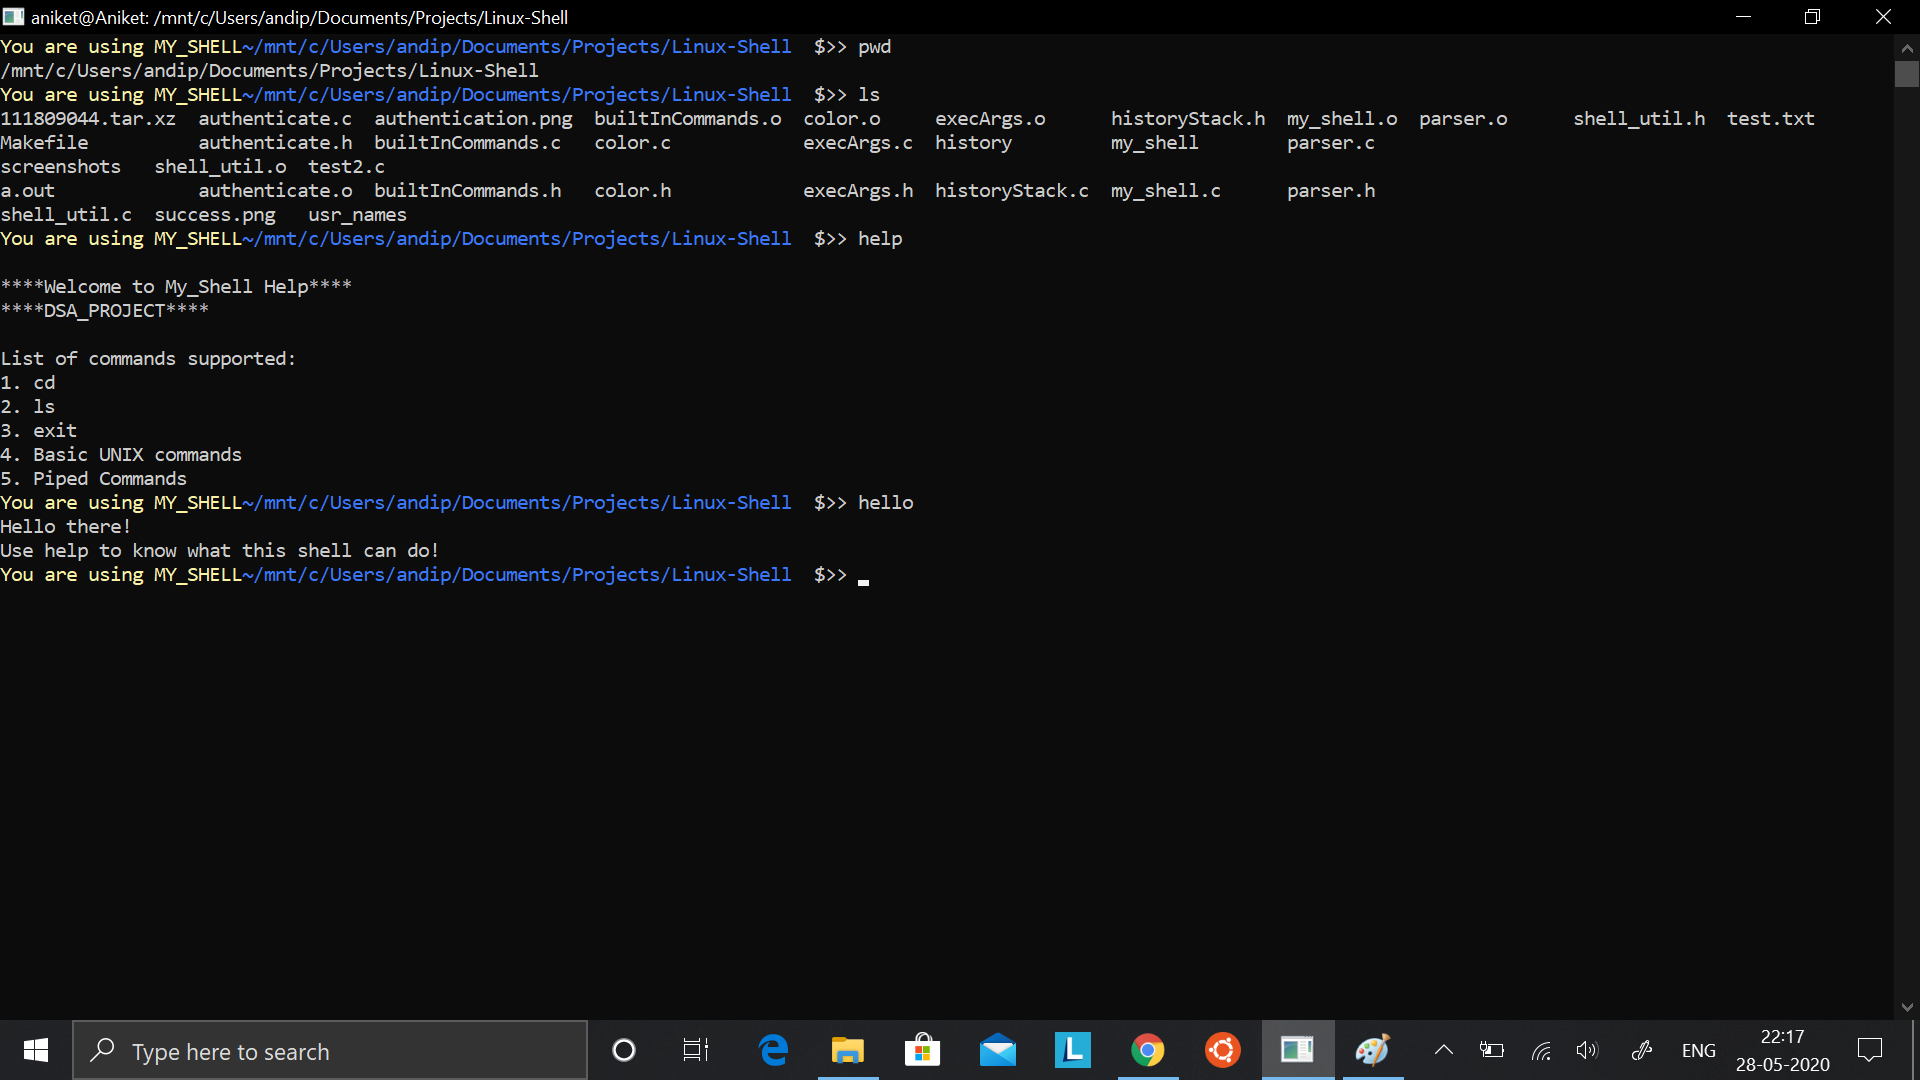 aniket@Aniket: /mnt/c/Users/andip/Documents/Projects/Linux-Shell
You are using MY_SHELL~/mnt/c/Users/andip/Documents/Projects/Linux-Shell  $>> pwd
/mnt/c/Users/andip/Documents/Projects/Linux-Shell
You are using MY_SHELL~/mnt/c/Users/andip/Documents/Projects/Linux-Shell  $>> ls
111809044.tar.xz  authenticate.c  authentication.png  builtInCommands.o  color.o     execArgs.o      historyStack.h  my_shell.o  parser.o      shell_util.h  test.txt
Makefile          authenticate.h  builtInCommands.c   color.c            execArgs.c  history         my_shell        parser.c
screenshots   shell_util.o  test2.c
a.out             authenticate.o  builtInCommands.h   color.h            execArgs.h  historyStack.c  my_shell.c      parser.h
shell_util.c  success.png   usr_names
You are using MY_SHELL~/mnt/c/Users/andip/Documents/Projects/Linux-Shell  $>> help
****Welcome to My_Shell Help****
****DSA_PROJECT****
List of commands supported:
1. cd
2. ls
3. exit
4. Basic UNIX commands
5. Piped Commands
You are using MY_SHELL~/mnt/c/Users/andip/Documents/Projects/Linux-Shell  $>> hello
Hello there!
Use help to know what this shell can do!
You are using MY_SHELL~/mnt/c/Users/andip/Documents/Projects/Linux-Shell  $>>
Type here to search
L
ENG
22:17
28-05-2020